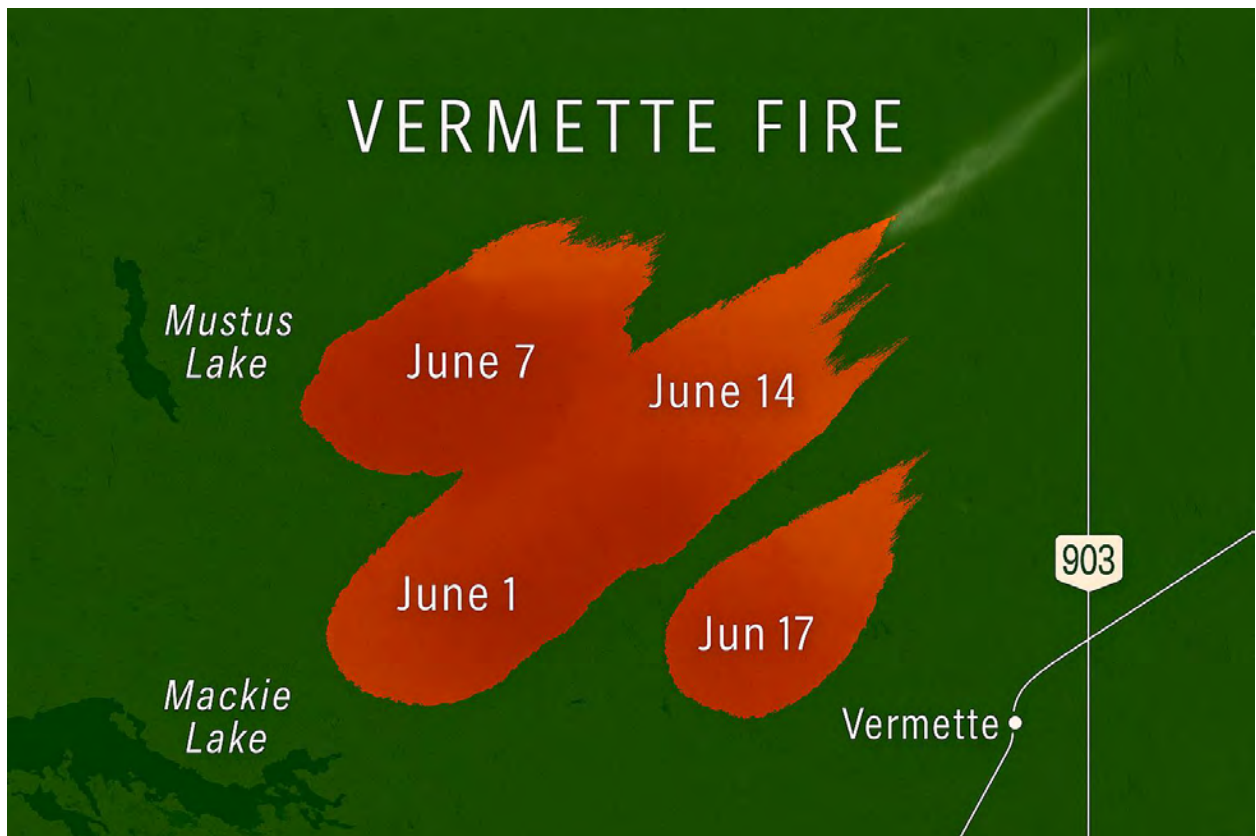 VERMETTE FIRE
Mustus
Lake
June 7
June 14
903
June 1
Jun 17
Mackie
Lake
Vermette